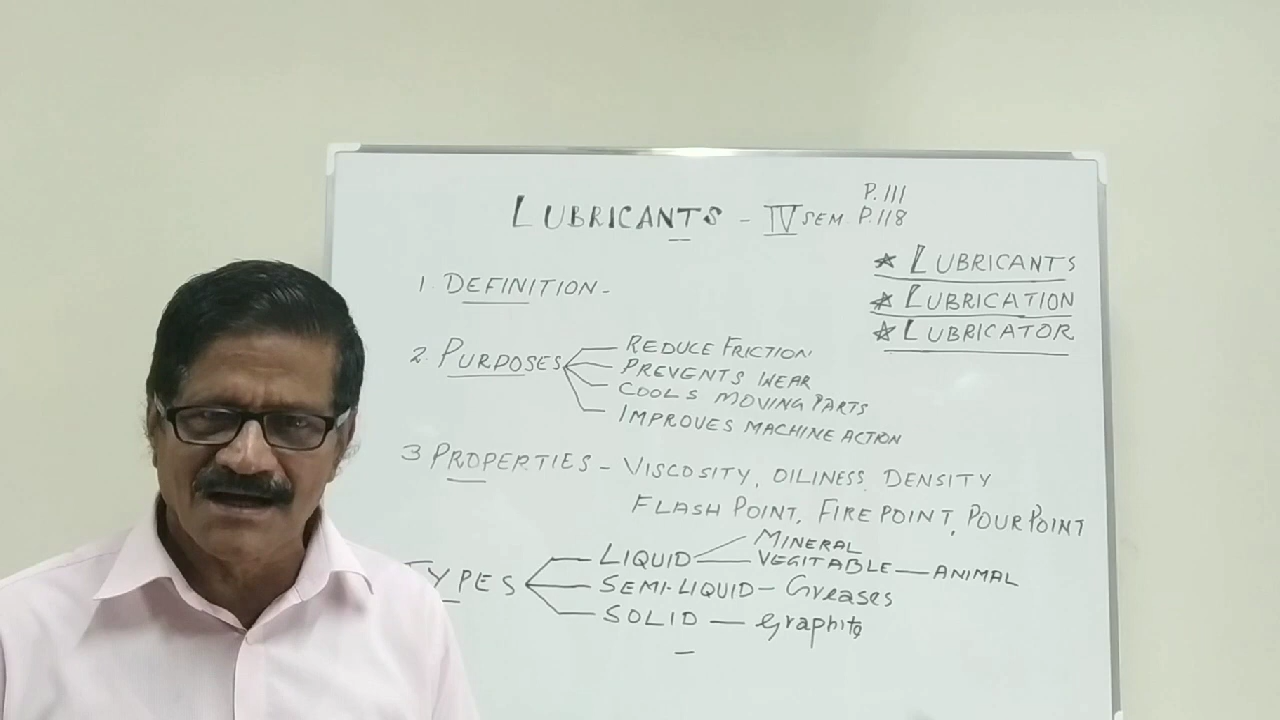 P.111
LUBRICANTS - IV SEM. P.118
★ LUBRICANTS
★ LUBRICATION
★ LUBRICATOR
1. DEFINITION -
2. PURPOSES
REDUCE FRICTION
PREVENTS WEAR
COOLS MOVING PARTS
IMPROVES MACHINE ACTION
3 PROPERTIES - VISCOSITY, OILINESS, DENSITY
FLASH POINT, FIRE POINT, POUR POINT
TYPES
LIQUID
MINERAL
VEGITABLE — ANIMAL
SEMI-LIQUID - Greases
SOLID — Graphite